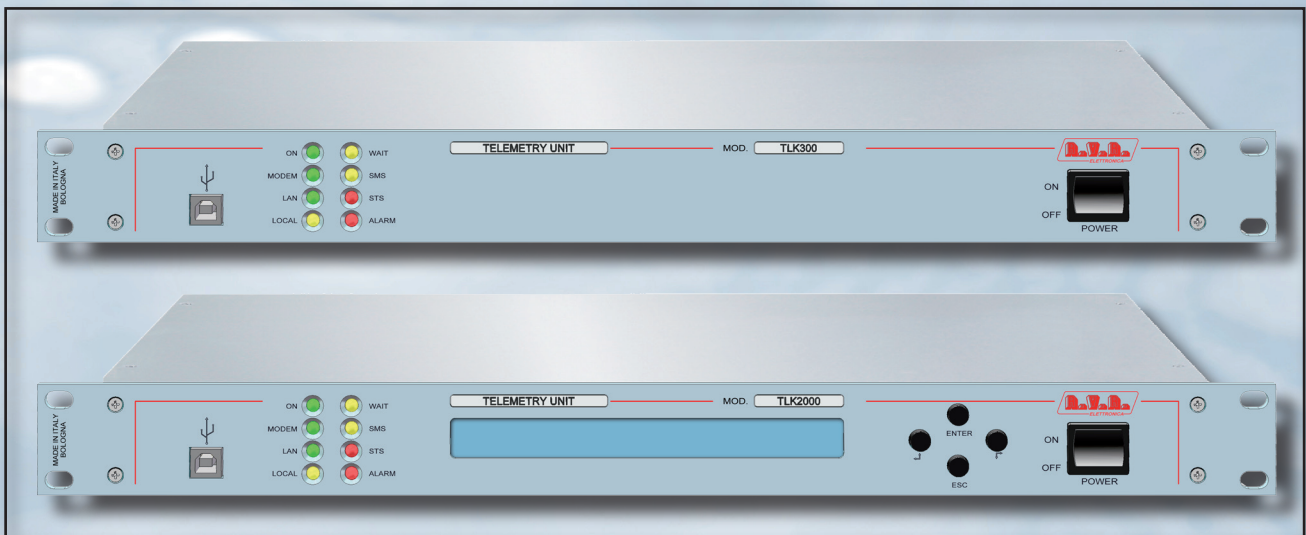 MADE IN ITALY
BOLOGNA
ON
WAIT
MODEM
SMS
LAN
STS
LOCAL
ALARM
TELEMETRY UNIT
MOD.
TLK300
R.V.R.
ELETTRONICA
ON
OFF
POWER
MADE IN ITALY
BOLOGNA
ON
WAIT
MODEM
SMS
LAN
STS
LOCAL
ALARM
TELEMETRY UNIT
MOD.
TLK2000
ENTER
ESC
R.V.R.
ELETTRONICA
ON
OFF
POWER